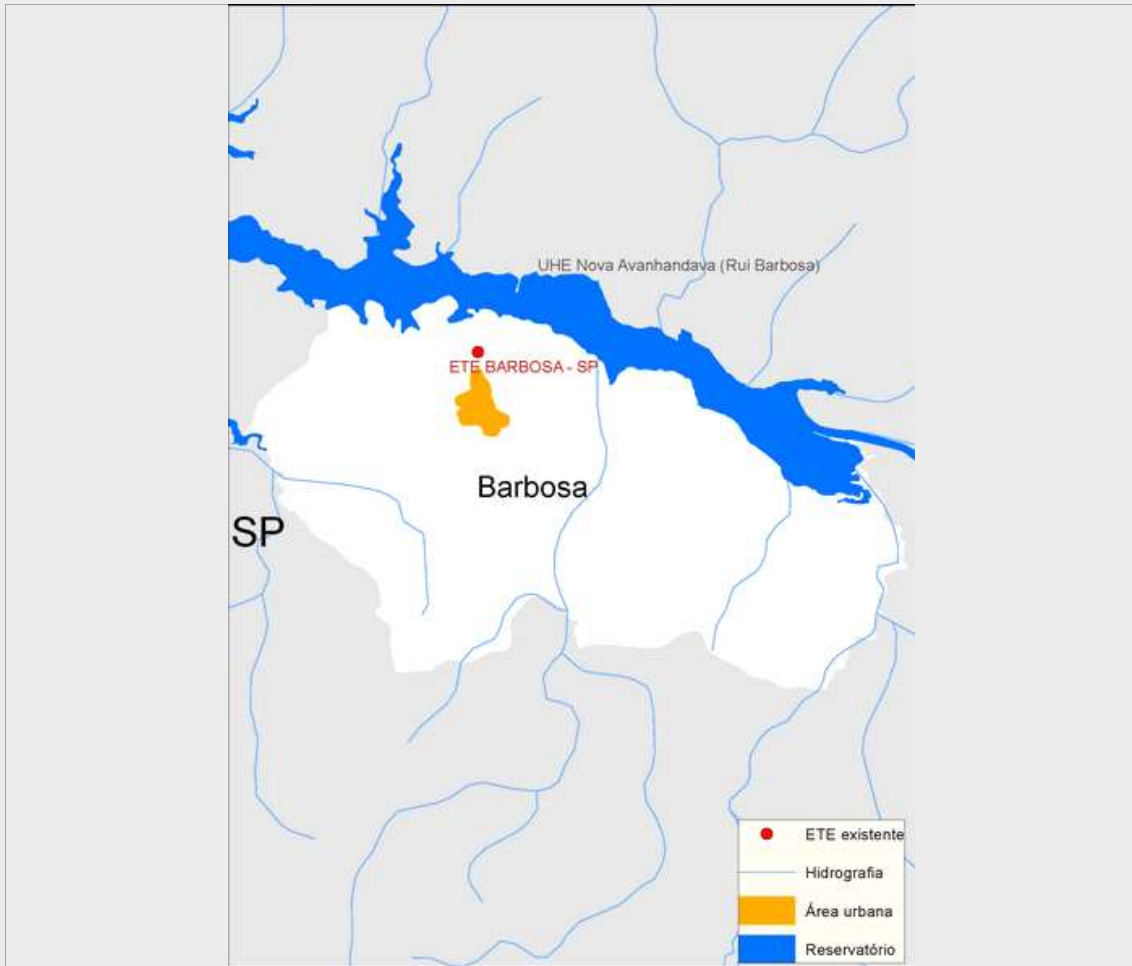 UHE Nova Avanhandava (Rui Barbosa)
ETE BARBOSA - SP
Barbosa
SP
ETE existente
Hidrografia
Área urbana
Reservatório